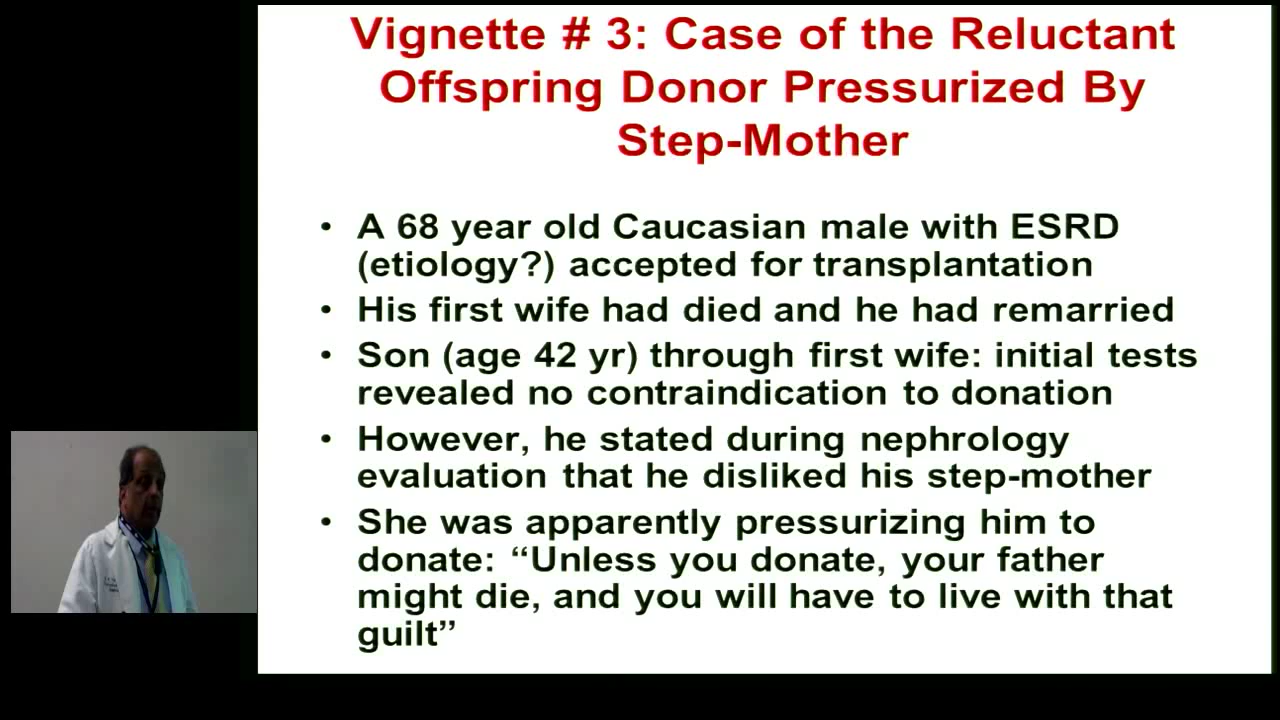 Vignette # 3: Case of the Reluctant
Offspring Donor Pressurized By
Step-Mother
• A 68 year old Caucasian male with ESRD
(etiology?) accepted for transplantation
• His first wife had died and he had remarried
• Son (age 42 yr) through first wife: initial tests
revealed no contraindication to donation
• However, he stated during nephrology
evaluation that he disliked his step-mother
• She was apparently pressurizing him to
donate: “Unless you donate, your father
might die, and you will have to live with that
guilt”